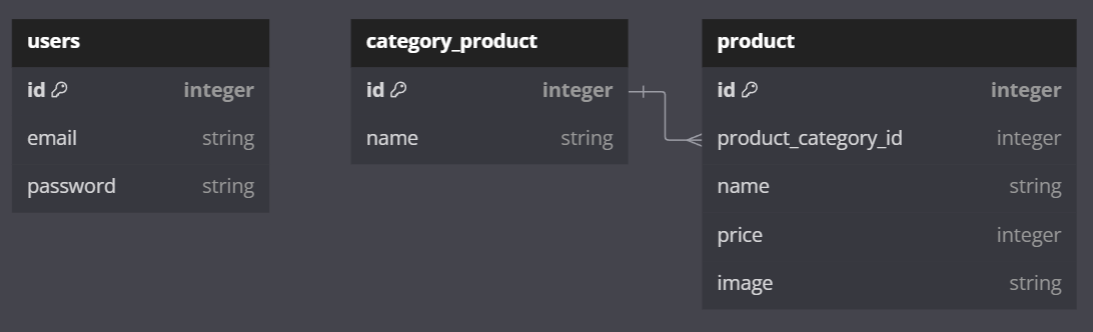 users
id integer
email string
password string
category_product
id integer
name string
product
id integer
product_category_id integer
name string
price integer
image string